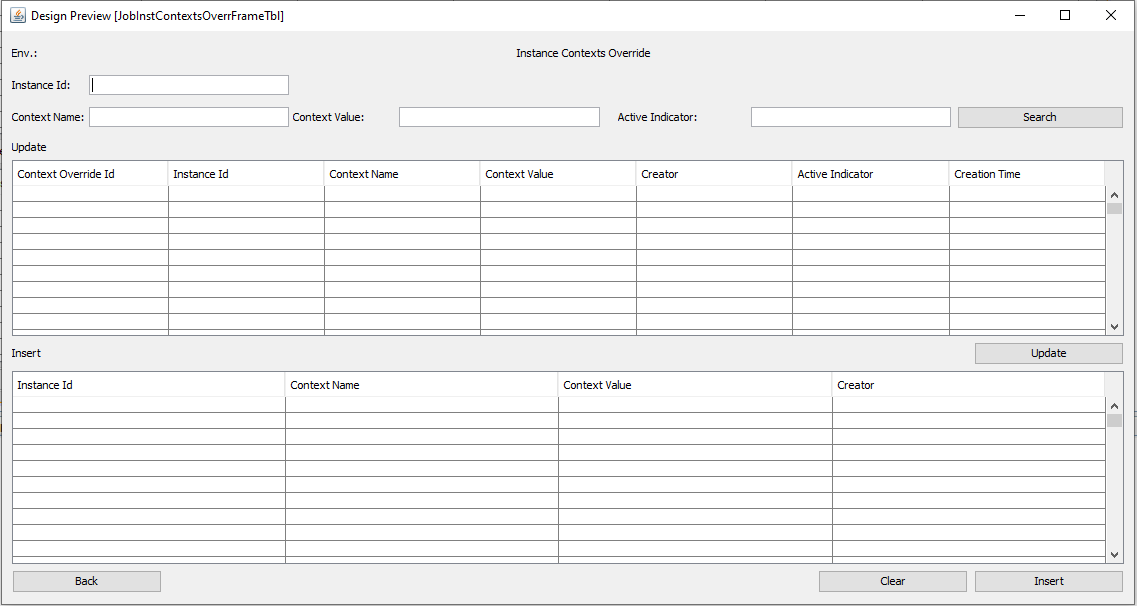 Design Preview [JobInstContextsOverrFrameTbl]
Env.: Instance Contexts Override
Instance Id:
Context Name: Context Value: Active Indicator: Search
Update
Context Override Id Instance Id Context Name Context Value Creator Active Indicator Creation Time
Insert Update
Instance Id Context Name Context Value Creator
Back Clear Insert